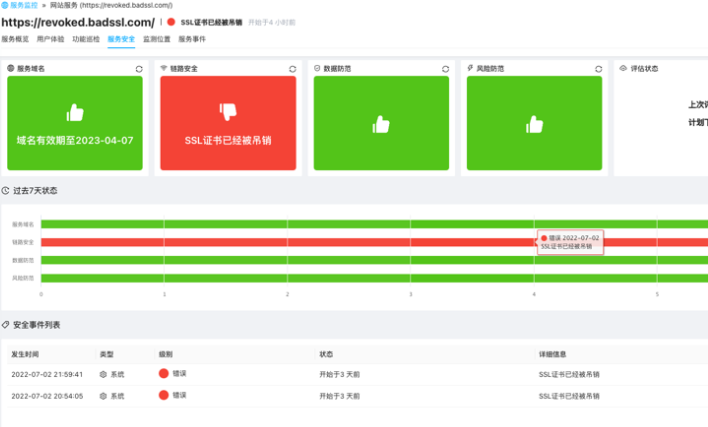 服务监控 » 网站服务 (https://revoked.badssl.com/)
https://revoked.badssl.com/ | SSL证书已经被吊销 开始于4 小时前
服务概览 用户体验 功能巡检 服务安全 监测位置 服务事件
服务域名 链路安全 数据防范 风险防范 评估状态
域名有效期至2023-04-07 SSL证书已经被吊销
上次评
计划下
过去7天状态
服务域名
链路安全
数据防范
风险防范
错误 2022-07-02
SSL证书已经被吊销
0 1 2 3 4 5
安全事件列表
发生时间 类型 级别 状态 详细信息
2022-07-02 21:59:41 系统 错误 开始于3 天前 SSL证书已经被吊销
2022-07-02 20:54:05 系统 错误 开始于3 天前 SSL证书已经被吊销